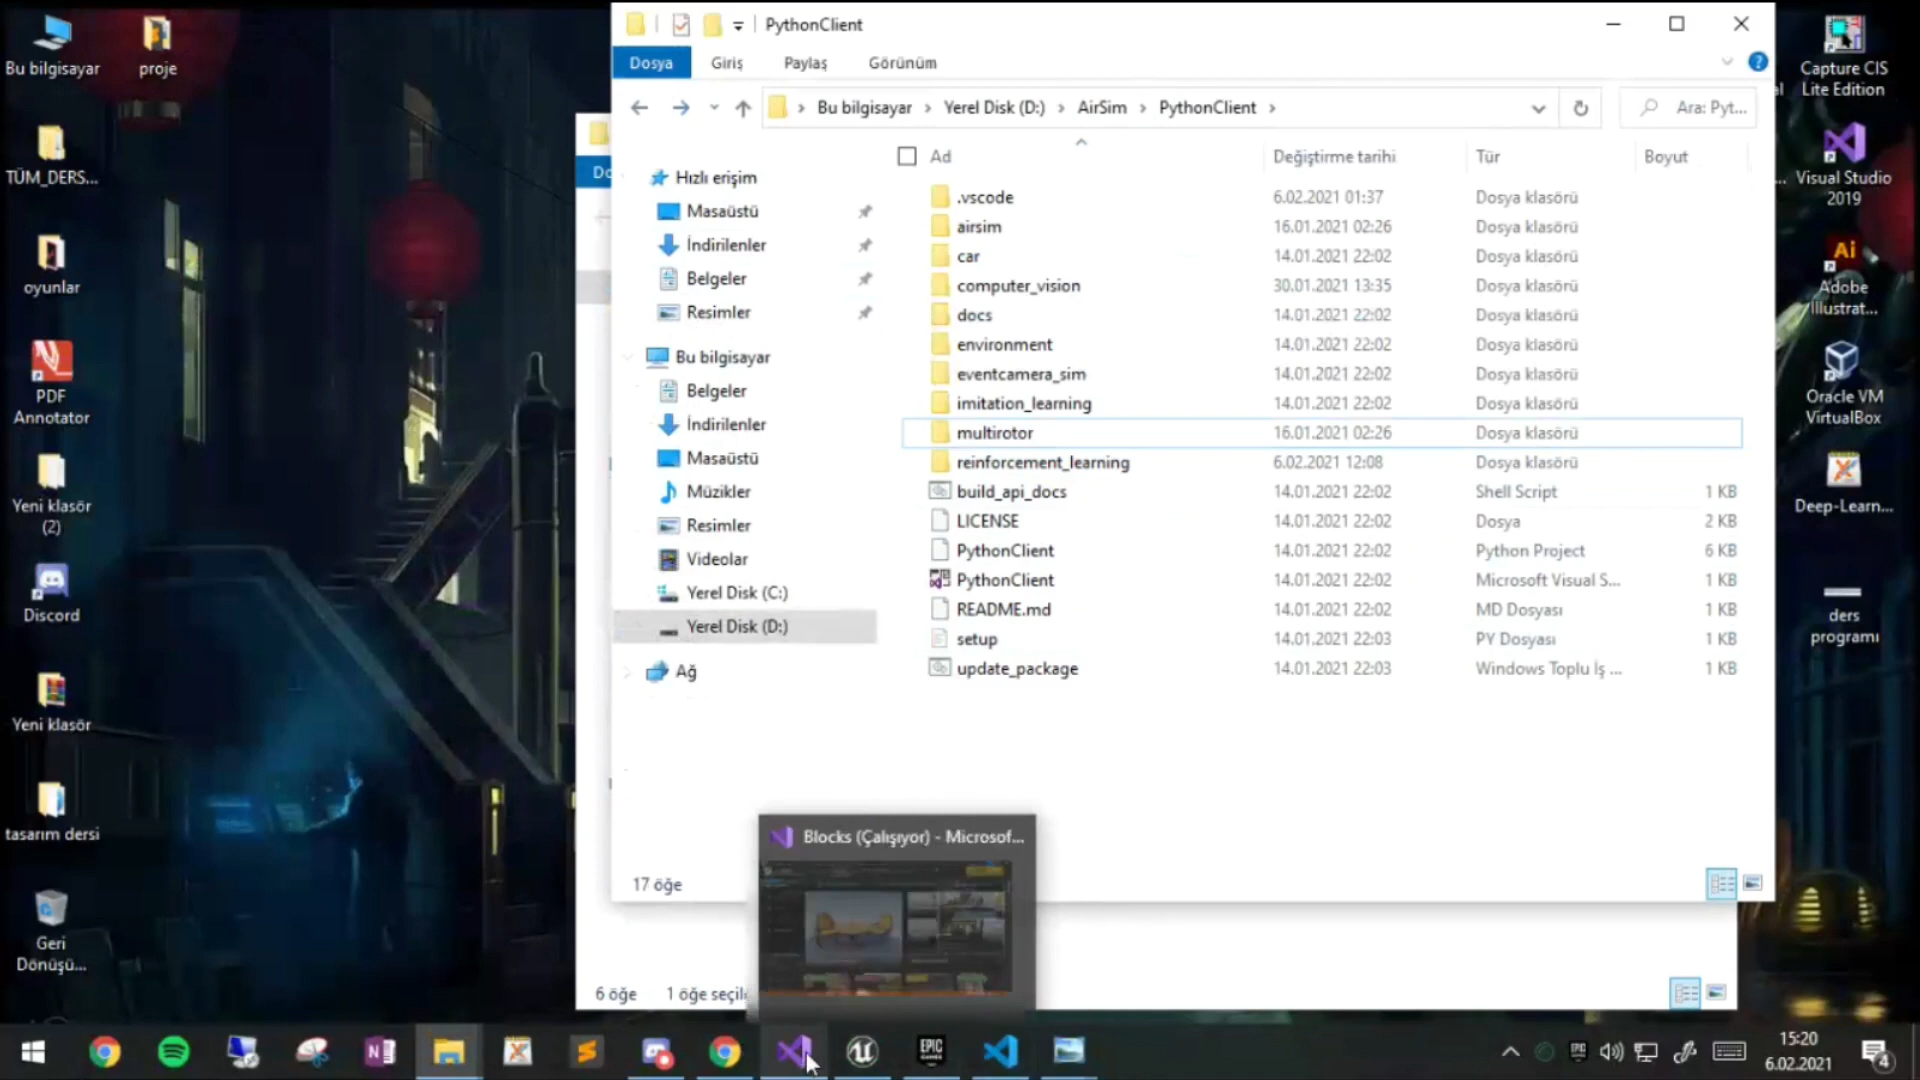 Bu bilgisayar
proje
TÜM_DERS...
oyunlar
PDF
Annotator
Yeni klasör
(2)
Discord
Yeni klasör
tasarım dersi
Geri
Dönüşü...
PythonClient
Dosya
Giriş
Paylaş
Görünüm
Bu bilgisayar
Yerel Disk (D:)
AirSim
PythonClient
Ara: Pyt...
Hızlı erişim
Masaüstü
İndirilenler
Belgeler
Resimler
Bu bilgisayar
Belgeler
İndirilenler
Masaüstü
Müzikler
Resimler
Videolar
Yerel Disk (C:)
Yerel Disk (D:)
Ağ
Ad Değiştirme tarihi Tür Boyut
.vscode 6.02.2021 01:37 Dosya klasörü
airsim 16.01.2021 02:26 Dosya klasörü
car 14.01.2021 22:02 Dosya klasörü
computer_vision 30.01.2021 13:35 Dosya klasörü
docs 14.01.2021 22:02 Dosya klasörü
environment 14.01.2021 22:02 Dosya klasörü
eventcamera_sim 14.01.2021 22:02 Dosya klasörü
imitation_learning 14.01.2021 22:02 Dosya klasörü
multirotor 16.01.2021 02:26 Dosya klasörü
reinforcement_learning 6.02.2021 12:08 Dosya klasörü
build_api_docs 14.01.2021 22:02 Shell Script 1 KB
LICENSE 14.01.2021 22:02 Dosya 2 KB
PythonClient 14.01.2021 22:02 Python Project 6 KB
PythonClient 14.01.2021 22:02 Microsoft Visual S... 1 KB
README.md 14.01.2021 22:02 MD Dosyası 1 KB
setup 14.01.2021 22:03 PY Dosyası 1 KB
update_package 14.01.2021 22:03 Windows Toplu İş ... 1 KB
17 öğe
Blocks (Çalışıyor) - Microsof...
6 öğe
1 öğe seçil
Capture CIS
Lite Edition
Visual Studio
2019
Ai
Adobe
Illustrat...
Oracle VM
VirtualBox
Deep-Learn...
ders
programı
EPIC
GAMES
15:20
6.02.2021
4